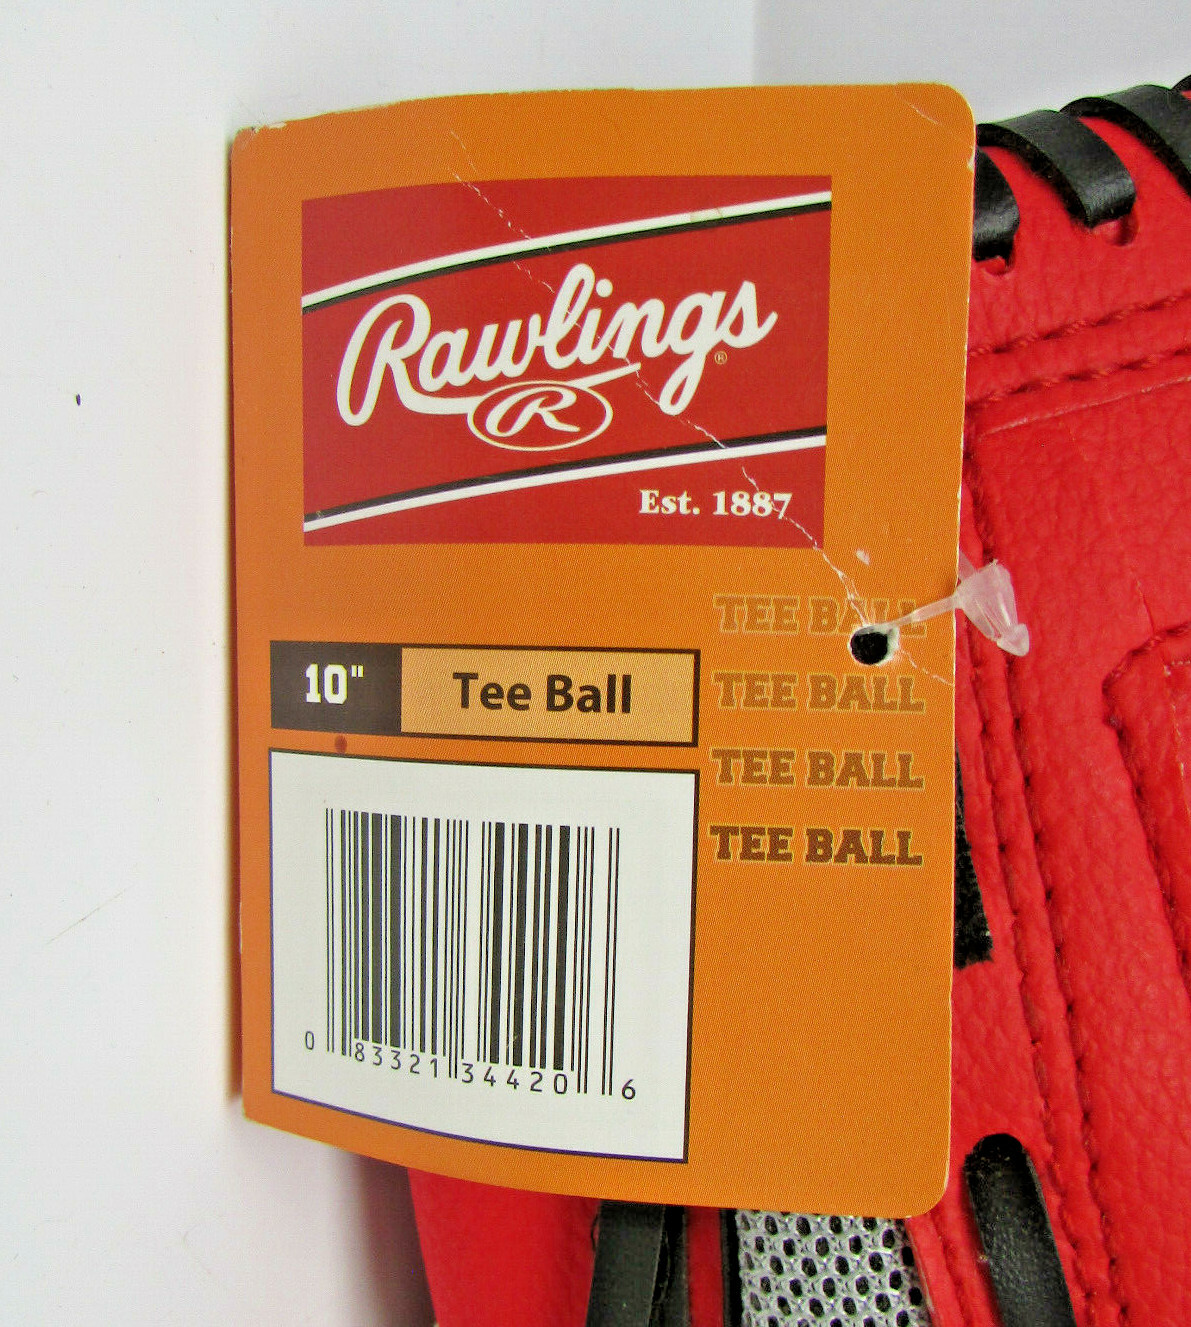 Rawlings®
R
Est. 1887
TEE BALL
10" Tee Ball
TEE BALL
TEE BALL
TEE BALL
0 83321 34420 6